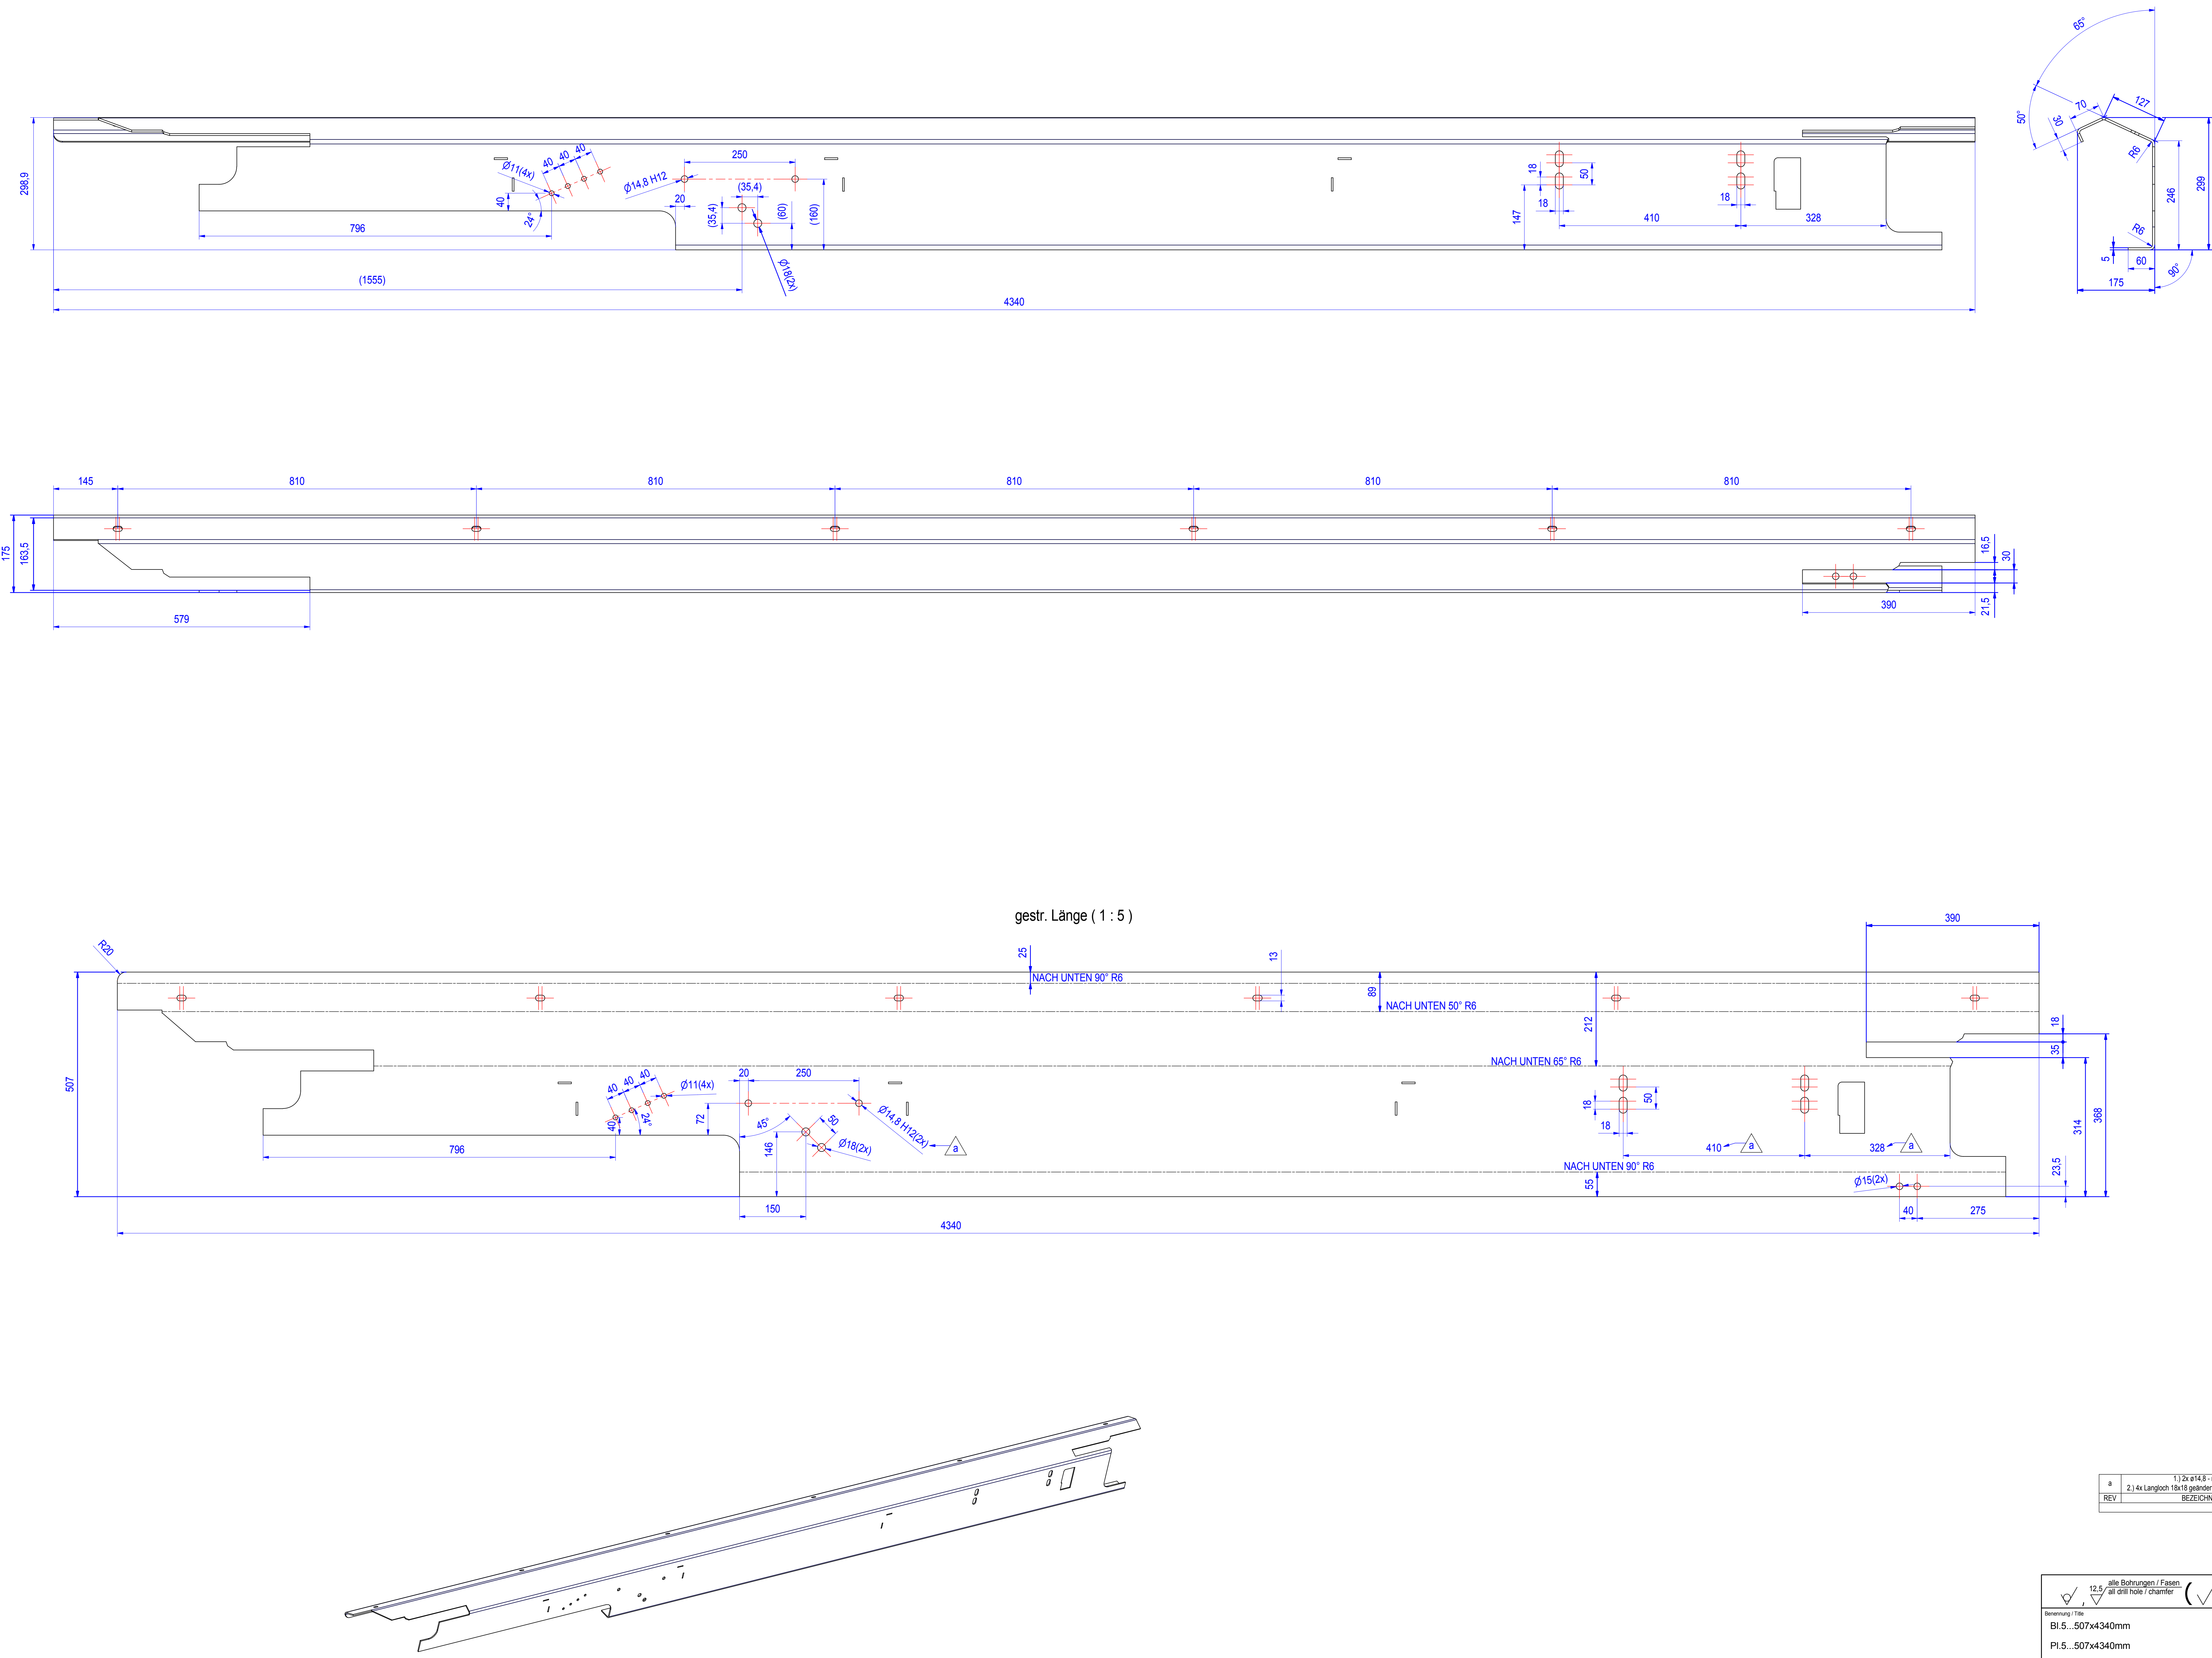 65°
50°
70
127
30
R6
246
299
R6
5
60
90°
175
298,9
Ø11(4x)
40
40
40
Ø14,8 H12
250
20
(35,4)
(35,4)
(60)
(160)
40
24°
796
Ø18(2x)
(1555)
4340
18
50
18
18
147
410
328
145
810
810
810
810
810
175
163,5
579
16,5
30
21,5
390
gestr. Länge ( 1 : 5 )
R20
25
NACH UNTEN 90° R6
13
89
NACH UNTEN 50° R6
212
NACH UNTEN 65° R6
390
18
35
507
40
40
40
Ø11(4x)
24°
40
20
250
72
45°
50
Ø14,8 H12(2x)
a
Ø18(2x)
146
796
150
18
50
18
410
a
328
a
NACH UNTEN 90° R6
55
Ø15(2x)
40
275
23,5
314
368
4340
a
1.) 2x ø14,8 -
2.) 4x Langloch 18x18 geänder
REV
BEZEICHN
12,5
alle Bohrungen / Fasen
all drill hole / chamfer
Benennung / Title
Bl.5...507x4340mm
Pl.5...507x4340mm